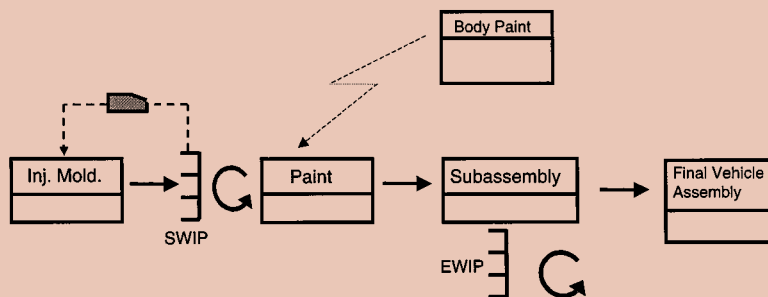 Body Paint
Inj. Mold.
Paint
Subassembly
Final Vehicle
Assembly
SWIP
EWIP